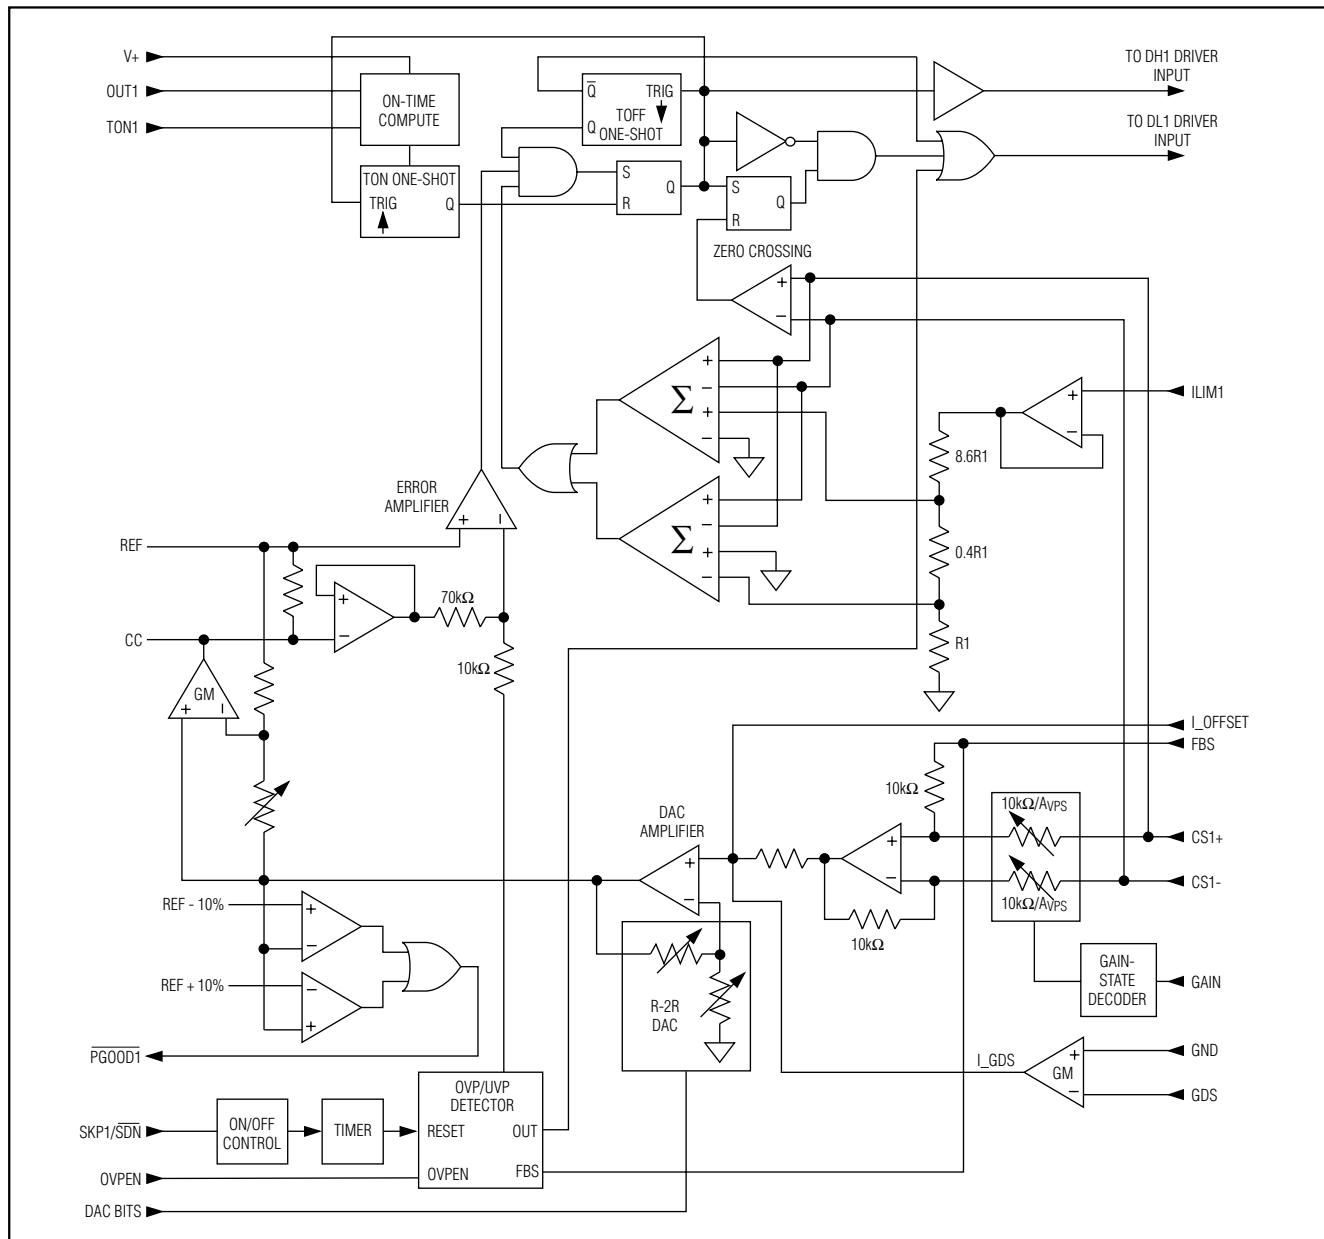 V+
OUT1
TON1
ON-TIME
COMPUTE
TON ONE-SHOT
TRIG
Q
Q̅
TRIG
Q
TOFF
ONE-SHOT
S
Q
R
S
Q
R
TO DH1 DRIVER
INPUT
TO DL1 DRIVER
INPUT
ZERO CROSSING
+
−
+
−
Σ
+
−
+
−
Σ
+
−
+
−
ILIM1
8.6R1
0.4R1
R1
ERROR
AMPLIFIER
+
−
REF
+
−
70kΩ
10kΩ
CC
GM
+
−
I_OFFSET
FBS
10kΩ
10kΩ/AVPS
10kΩ/AVPS
CS1+
CS1-
DAC
AMPLIFIER
+
−
+
−
10kΩ
REF - 10%
+
−
REF + 10%
−
+
R-2R
DAC
GAIN-
STATE
DECODER
GAIN
P̅G̅O̅O̅D̅1̅
I_GDS
GM
+
−
GND
GDS
OVP/UVP
DETECTOR
RESET
OUT
OVPEN
FBS
SKP1/S̅D̅N̅
ON/OFF
CONTROL
TIMER
OVPEN
DAC BITS